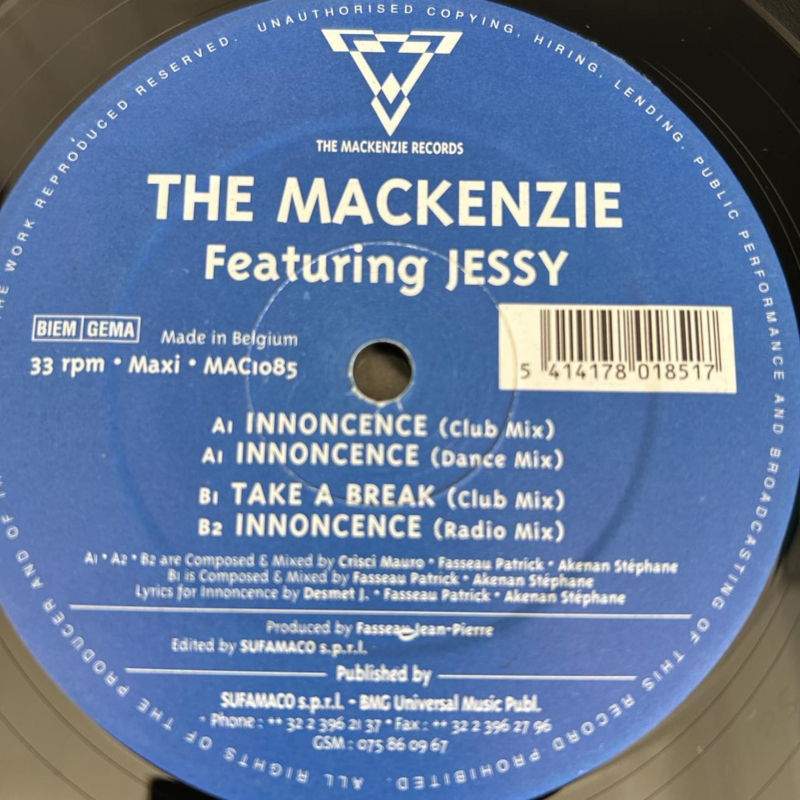 THE MACKENZIE RECORDS
THE MACKENZIE
Featuring JESSY
BIEM GEMA
Made in Belgium
33 rpm • Maxi • MAC1085
5 414178 018517
A1 INNONCENCE (Club Mix)
A1 INNONCENCE (Dance Mix)
B1 TAKE A BREAK (Club Mix)
B2 INNONCENCE (Radio Mix)
A1 • A2 • B2 are Composed & Mixed by Crisci Mauro • Fasseau Patrick • Akenan Stéphane
B1 is Composed & Mixed by Fasseau Patrick • Akenan Stéphane
Lyrics for Innoncence by Desmet J. • Fasseau Patrick • Akenan Stéphane
Produced by Fasseau Jean-Pierre
Edited by SUFAMACO s.p.r.l.
Published by
SUFAMACO s.p.r.l. - BMG Universal Music Publ.
- Phone : ++ 32 2 396 21 37 • Fax : ++ 32 2 396 27 96
GSM : 075 86 09 67
ALL RIGHTS OF THE PRODUCER AND OF THE WORK REPRODUCED RESERVED. UNAUTHORISED COPYING, HIRING, LENDING, PUBLIC PERFORMANCE AND BROADCASTING OF THIS RECORD PROHIBITED.